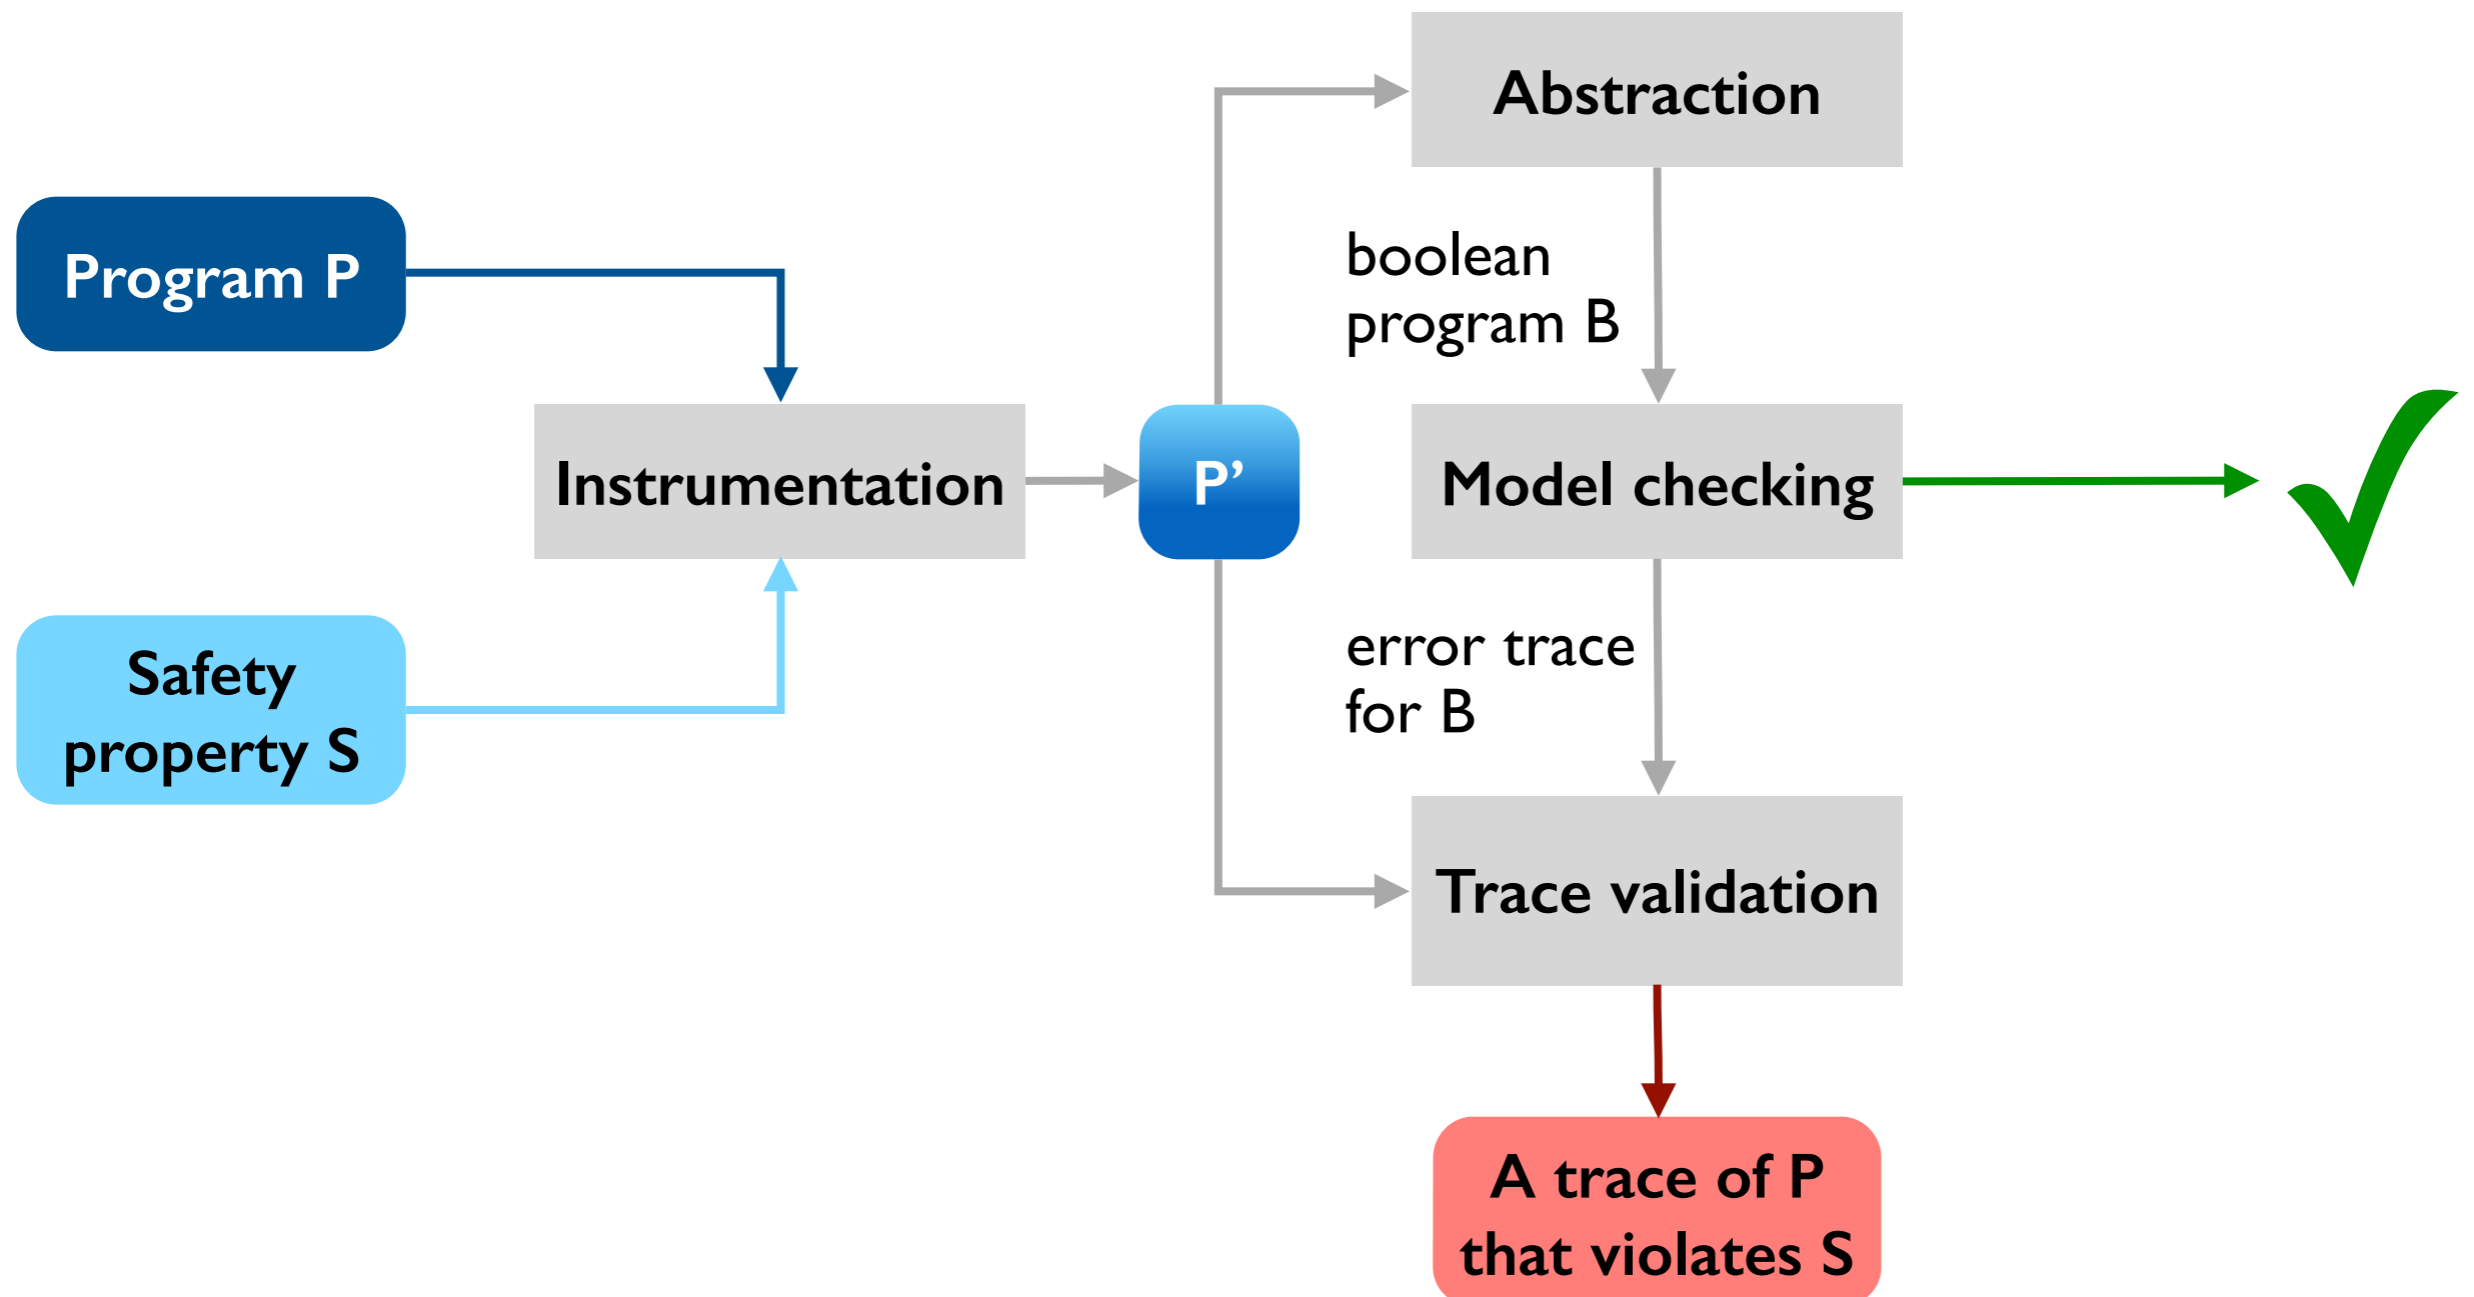 Abstraction
Program P
boolean
program B
Instrumentation
P’
Model checking
Safety
property S
error trace
for B
Trace validation
A trace of P
that violates S